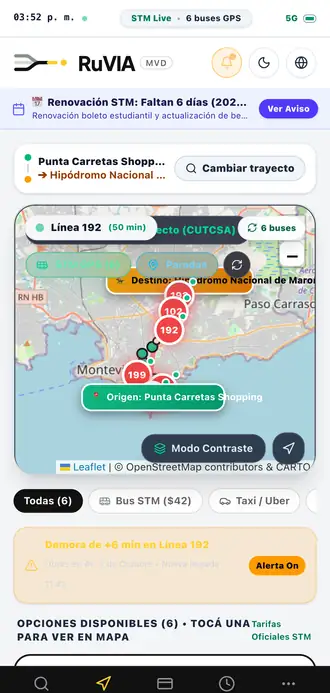 03:52 p. m.
STM Live • 6 buses GPS
5G
RuVIA MVD
Renovación STM: Faltan 6 días (202...
Renovación boleto estudiantil y actualización de be...
Ver Aviso
Punta Carretas Shopp...
➔ Hipódromo Nacional ...
Cambiar trayecto
Línea 192 (50 min)
ecto (CUTCSA)
6 buses
Paradas
Destino: Hipódromo Nacional de Maroñ
RN HB
Paso Carrasc
102
192
Montev
199
Origen: Punta Carretas Shopping
Modo Contraste
Leaflet | © OpenStreetMap contributors & CARTO
Todas (6)
Bus STM ($42)
Taxi / Uber
Demora de +6 min en Línea 192
Alerta On
OPCIONES DISPONIBLES (6) • TOCÁ UNA PARA VER EN MAPA
Tarifas Oficiales STM